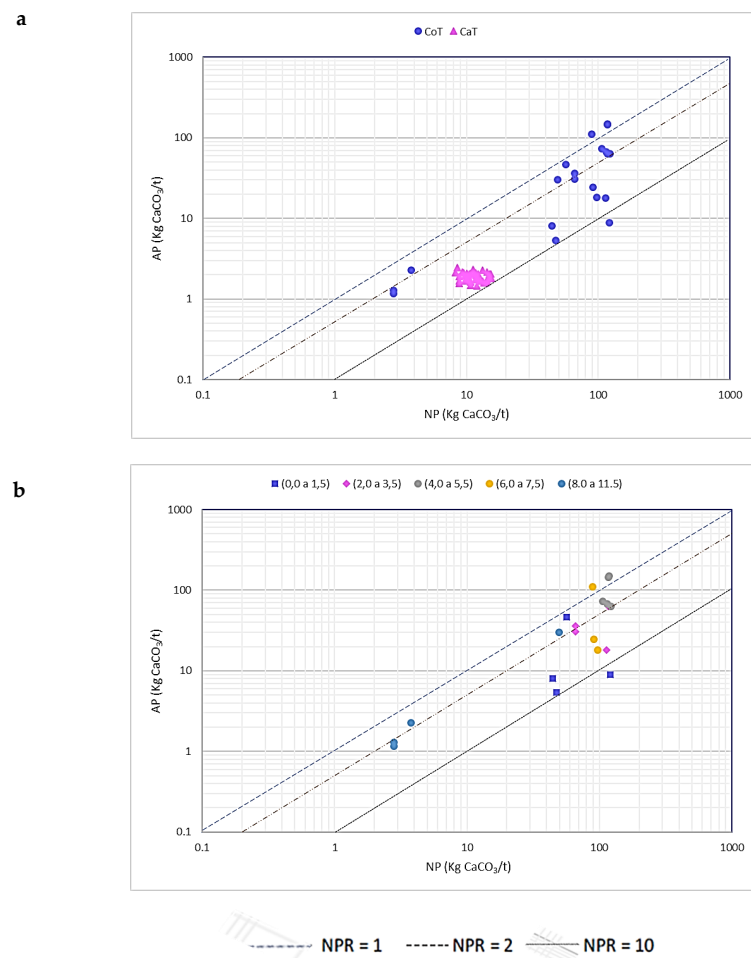 a
CoT CaT
1000
100
10
1
0.1
AP (Kg CaCO₃/t)
0.1 1 10 100 1000
NP (Kg CaCO₃/t)
b
(0,0 a 1,5) (2,0 a 3,5) (4,0 a 5,5) (6,0 a 7,5) (8.0 a 11.5)
1000
100
10
1
0.1
AP (Kg CaCO₃/t)
0.1 1 10 100 1000
NP (Kg CaCO₃/t)
NPR = 1 NPR = 2 NPR = 10